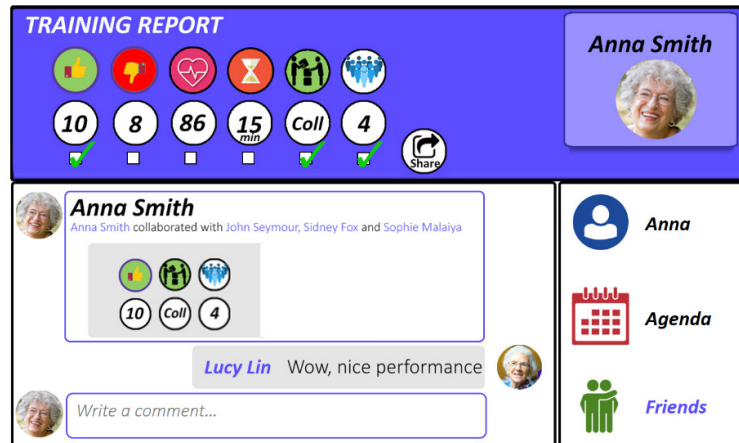 TRAINING REPORT
Anna Smith
10 8 86 15 min Coll 4
Share
Anna Smith
Anna Smith collaborated with John Seymour, Sidney Fox and Sophie Malaiya
10 Coll 4
Lucy Lin Wow, nice performance
Write a comment...
Anna
Agenda
Friends